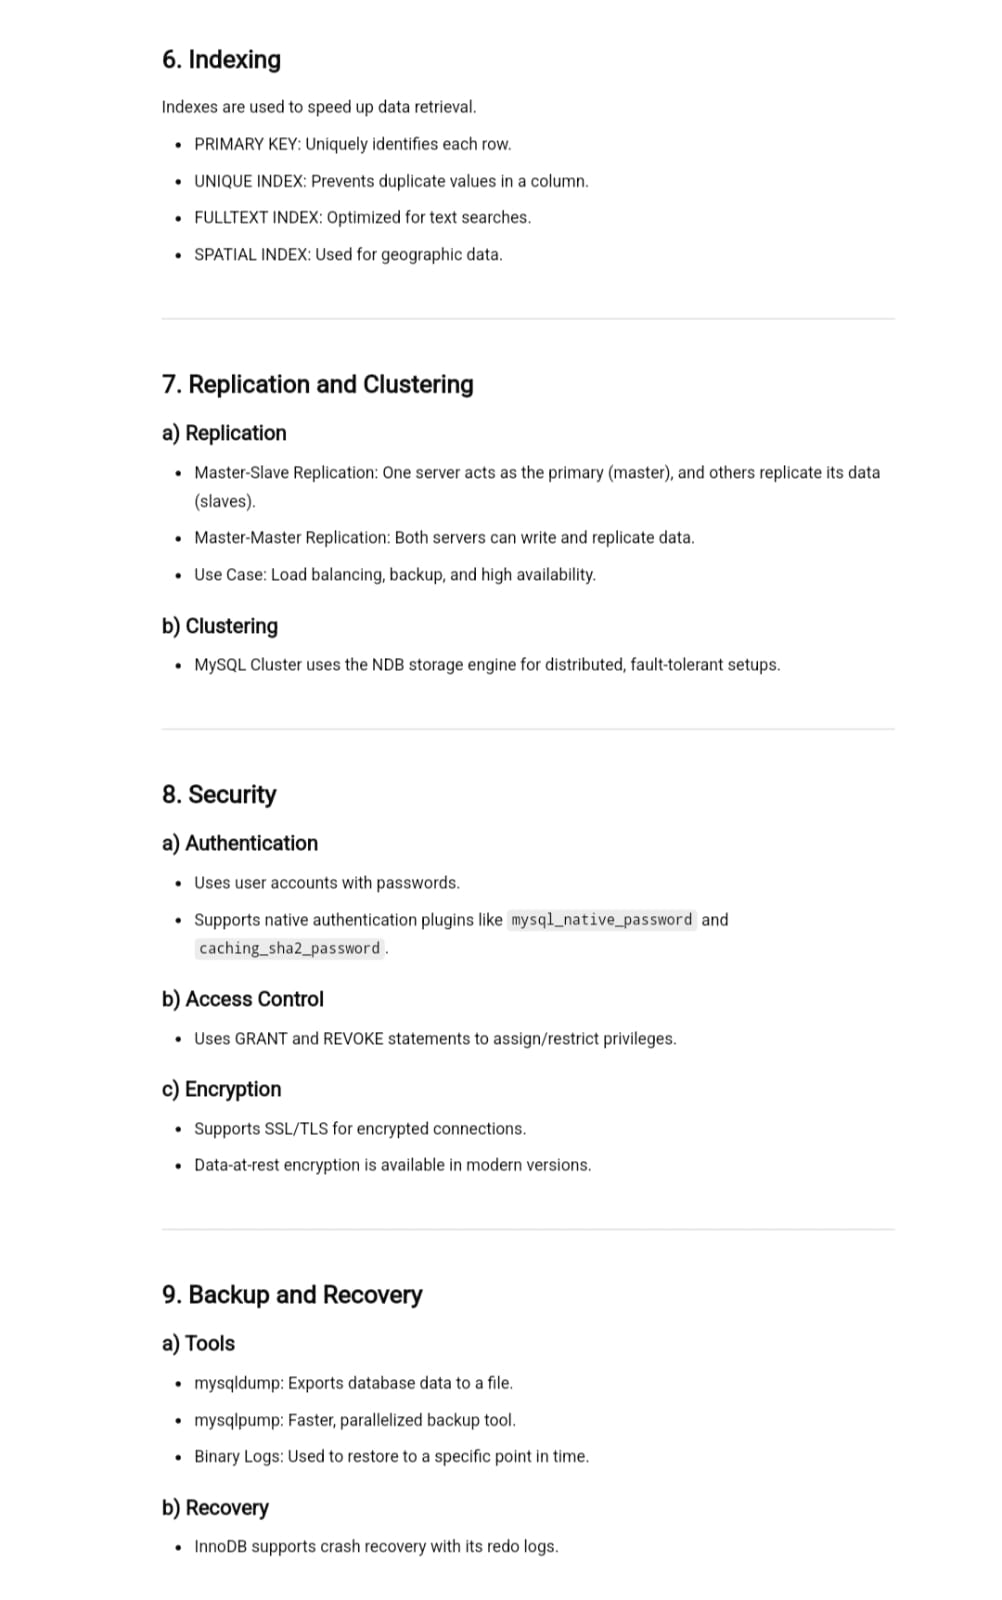 6. Indexing
Indexes are used to speed up data retrieval.
• PRIMARY KEY: Uniquely identifies each row.
• UNIQUE INDEX: Prevents duplicate values in a column.
• FULLTEXT INDEX: Optimized for text searches.
• SPATIAL INDEX: Used for geographic data.
7. Replication and Clustering
a) Replication
• Master-Slave Replication: One server acts as the primary (master), and others replicate its data
(slaves).
• Master-Master Replication: Both servers can write and replicate data.
• Use Case: Load balancing, backup, and high availability.
b) Clustering
• MySQL Cluster uses the NDB storage engine for distributed, fault-tolerant setups.
8. Security
a) Authentication
• Uses user accounts with passwords.
• Supports native authentication plugins like mysql_native_password and
caching_sha2_password.
b) Access Control
• Uses GRANT and REVOKE statements to assign/restrict privileges.
c) Encryption
• Supports SSL/TLS for encrypted connections.
• Data-at-rest encryption is available in modern versions.
9. Backup and Recovery
a) Tools
• mysqldump: Exports database data to a file.
• mysqlpump: Faster, parallelized backup tool.
• Binary Logs: Used to restore to a specific point in time.
b) Recovery
• InnoDB supports crash recovery with its redo logs.